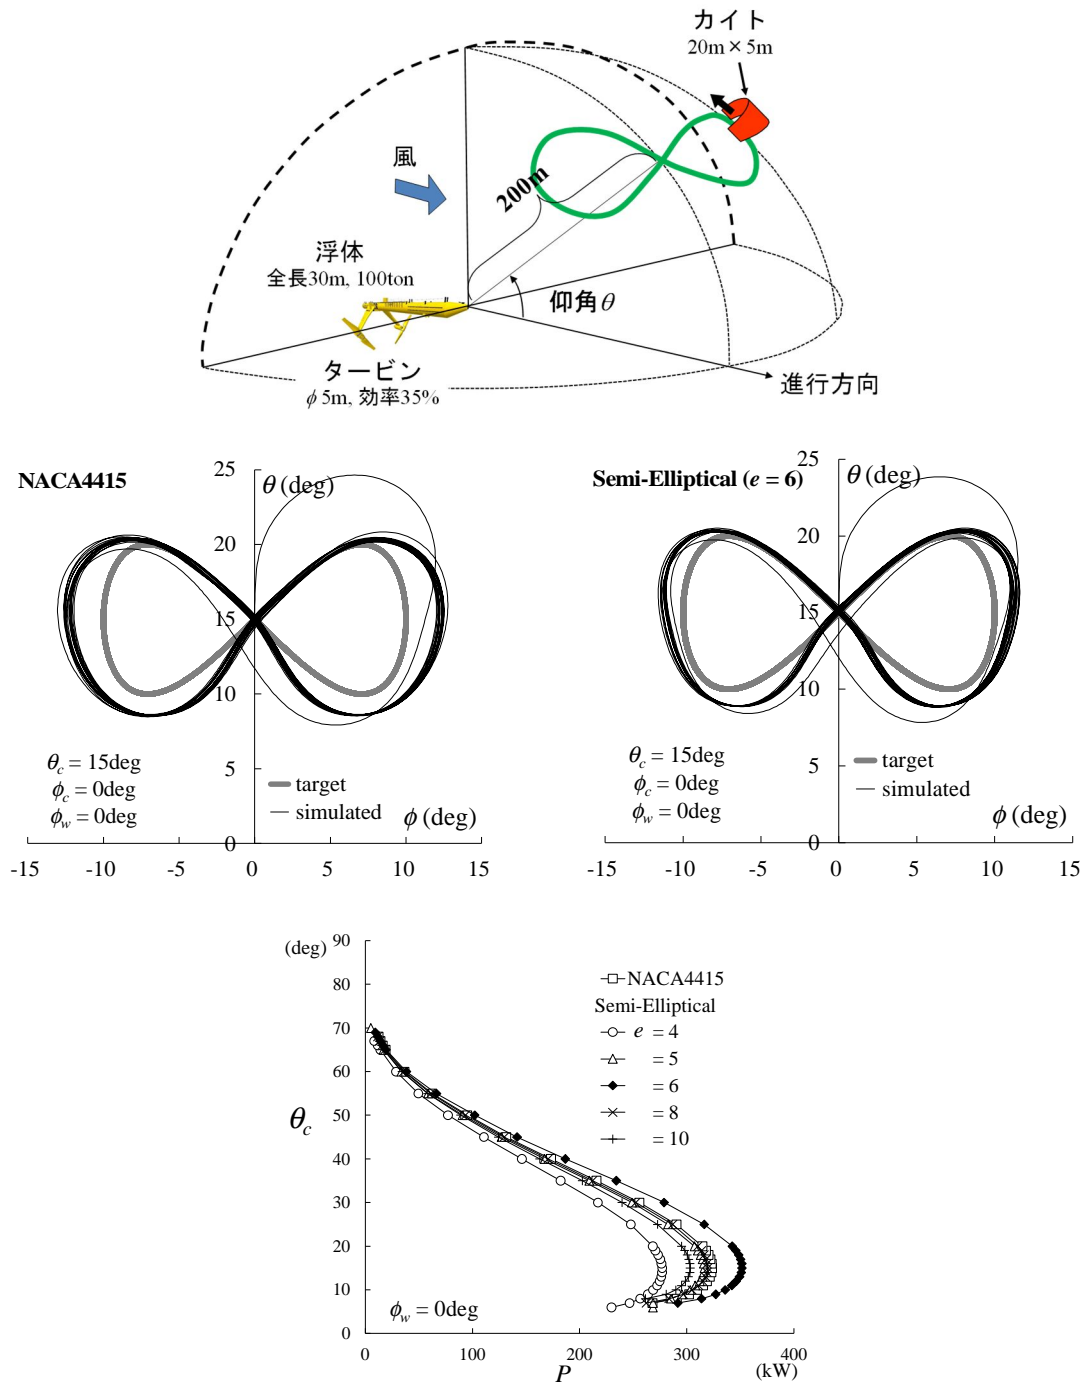 カイト
20m×5m
風
200m
浮体
全長30m, 100ton
仰角θ
タービン
φ 5m, 効率35%
進行方向
NACA4415
θ (deg)
25
20
15
10
5
0
θc = 15deg
φc = 0deg
φw = 0deg
target
simulated
φ (deg)
-15 -10 -5 0 5 10 15
Semi-Elliptical (e = 6)
θ (deg)
25
20
15
10
5
0
θc = 15deg
φc = 0deg
φw = 0deg
target
simulated
φ (deg)
-15 -10 -5 0 5 10 15
(deg)
90
80
70
60
50
40
30
20
10
0
θc
NACA4415
Semi-Elliptical
e = 4
= 5
= 6
= 8
= 10
φw = 0deg
0 100 200 300 400
P
(kW)